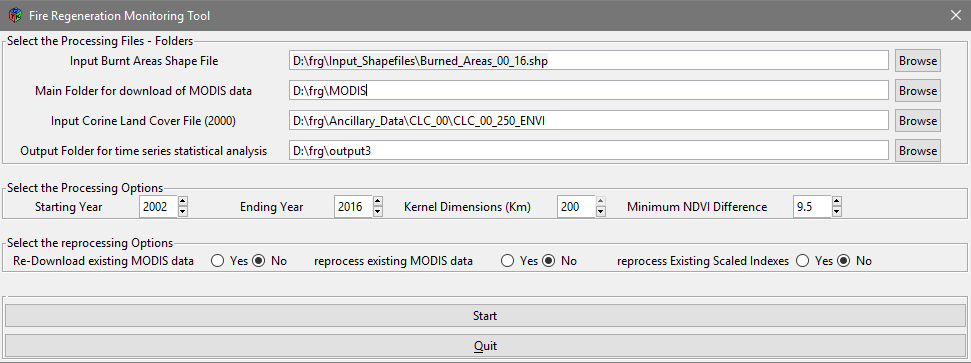 Fire Regeneration Monitoring Tool
Select the Processing Files - Folders
Input Burnt Areas Shape File D:\frg\Input_Shapefiles\Burned_Areas_00_16.shp Browse
Main Folder for download of MODIS data D:\frg\MODIS Browse
Input Corine Land Cover File (2000) D:\frg\Ancillary_Data\CLC_00\CLC_00_250_ENVI Browse
Output Folder for time series statistical analysis D:\frg\output3 Browse
Select the Processing Options
Starting Year 2002 Ending Year 2016 Kernel Dimensions (Km) 200 Minimum NDVI Difference 9.5
Select the reprocessing Options
Re-Download existing MODIS data Yes No reprocess existing MODIS data Yes No reprocess Existing Scaled Indexes Yes No
Start
Quit